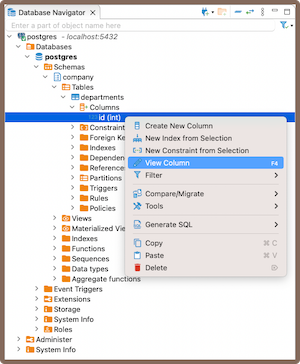 Database Navigator
Enter a part of object name here
postgres - localhost:5432
Databases
postgres
Schemas
company
Tables
departments
Columns
123 id (int)
Constraint
Foreign Ke
Indexes
Dependen
Reference
Partitions
Triggers
Rules
Policies
Views
Materialized Vie
Indexes
Functions
Sequences
Data types
Aggregate functions
Event Triggers
Extensions
Storage
System Info
Roles
Administer
System Info
Create New Column
New Index from Selection
New Constraint from Selection
View Column F4
Filter
Compare/Migrate
Tools
Generate SQL
Copy ⌘ C
Paste ⌘ V
Delete